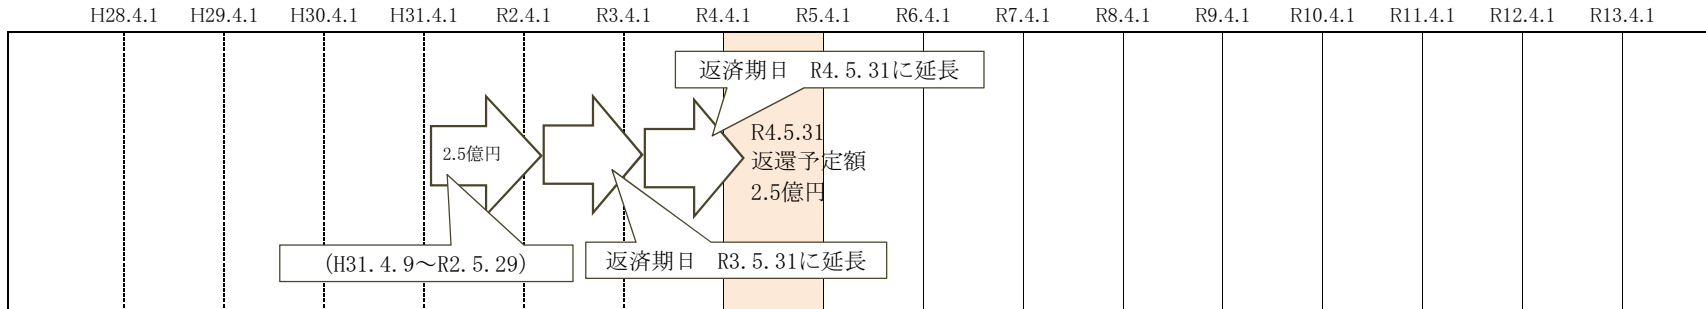 H28.4.1 H29.4.1 H30.4.1 H31.4.1 R2.4.1 R3.4.1 R4.4.1 R5.4.1 R6.4.1 R7.4.1 R8.4.1 R9.4.1 R10.4.1 R11.4.1 R12.4.1 R13.4.1
返済期日　R4.5.31に延長
R4.5.31
返還予定額
2.5億円
2.5億円
(H31.4.9～R2.5.29)
返済期日　R3.5.31に延長